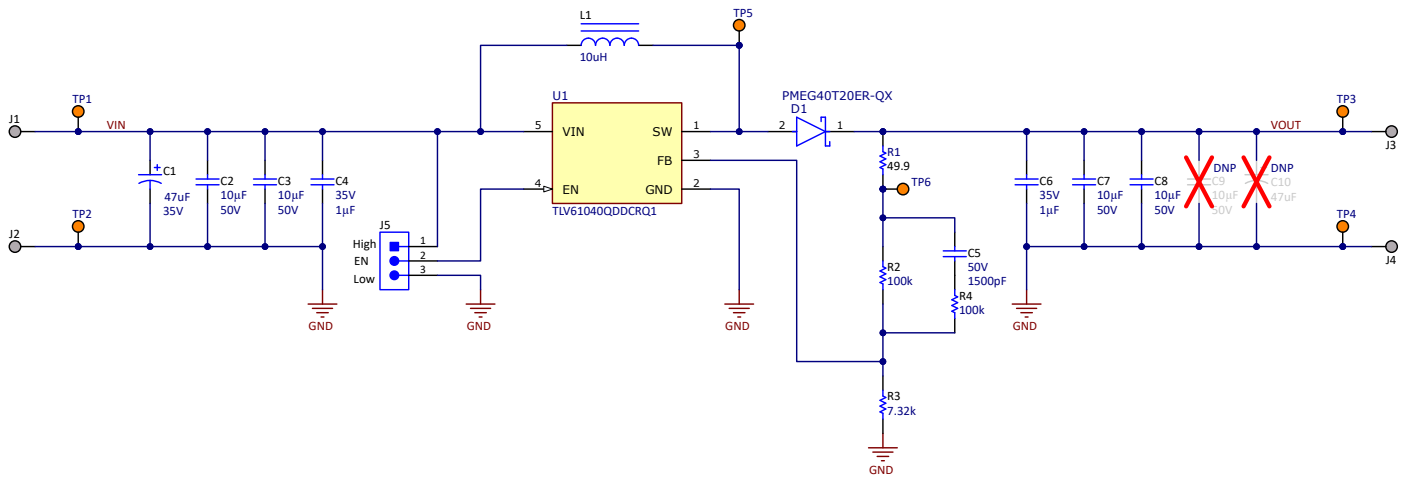 L1
10uH
TP5
TP1
J1
VIN
C1
47uF
35V
C2
10µF
50V
C3
10µF
50V
C4
35V
1µF
TP2
J2
GND
J5
High
EN
Low
1
2
3
GND
U1
5
VIN
4
EN
SW
1
FB
3
GND
2
TLV61040QDDCRQ1
GND
PMEG40T20ER-QX
D1
2
1
R1
49.9
TP6
R2
100k
C5
50V
1500pF
R4
100k
R3
7.32k
GND
C6
35V
1µF
C7
10µF
50V
C8
10µF
50V
DNP
C9
10µF
50V
DNP
C10
47uF
VOUT
TP3
J3
TP4
J4
GND